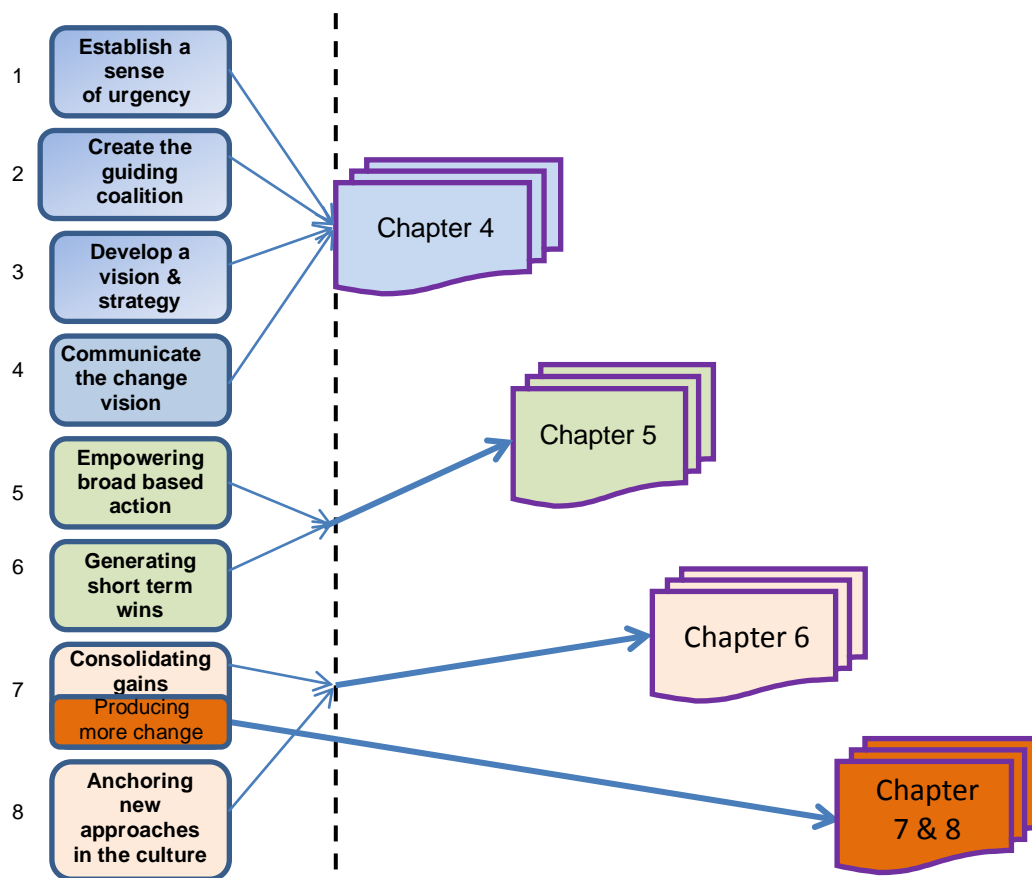 1
Establish a
sense
of urgency
2
Create the
guiding
coalition
3
Develop a
vision &
strategy
4
Communicate
the change
vision
5
Empowering
broad based
action
6
Generating
short term
wins
7
Consolidating
gains
Producing
more change
8
Anchoring
new
approaches
in the culture
Chapter 4
Chapter 5
Chapter 6
Chapter
7 & 8